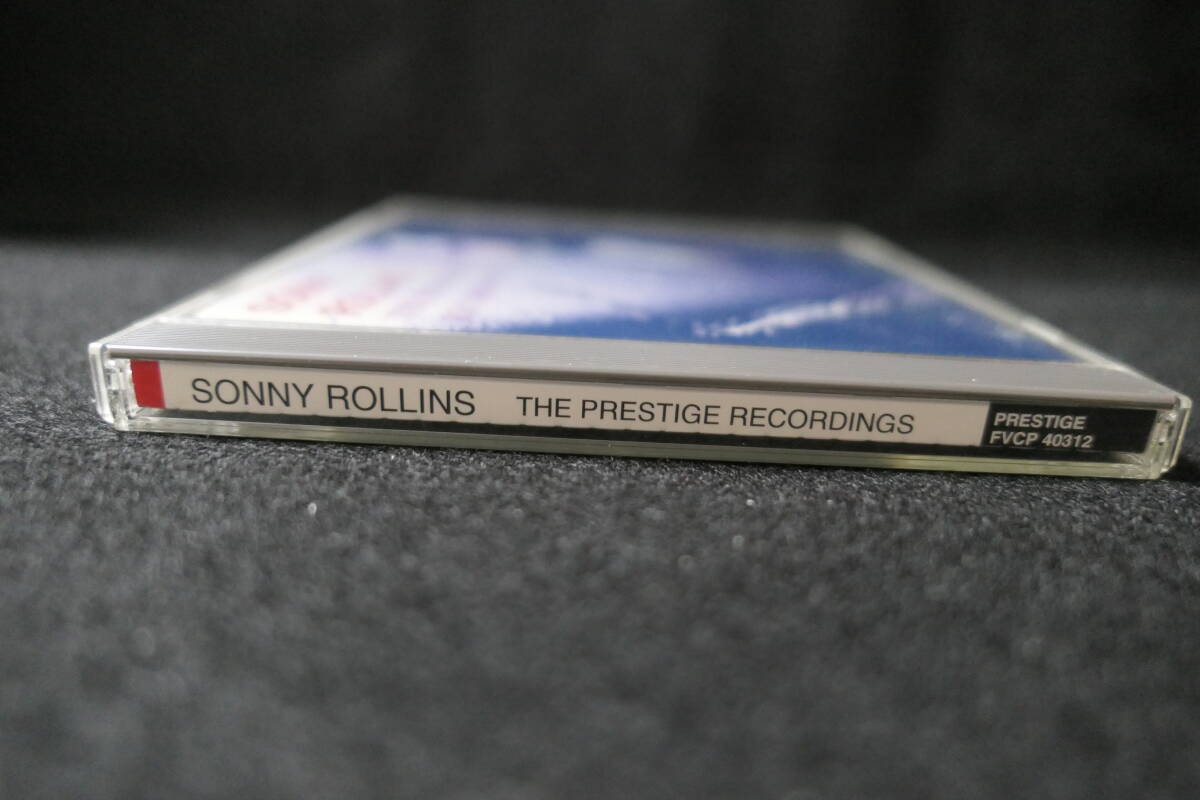 SONNY ROLLINS THE PRESTIGE RECORDINGS
PRESTIGE
FVCP 40312